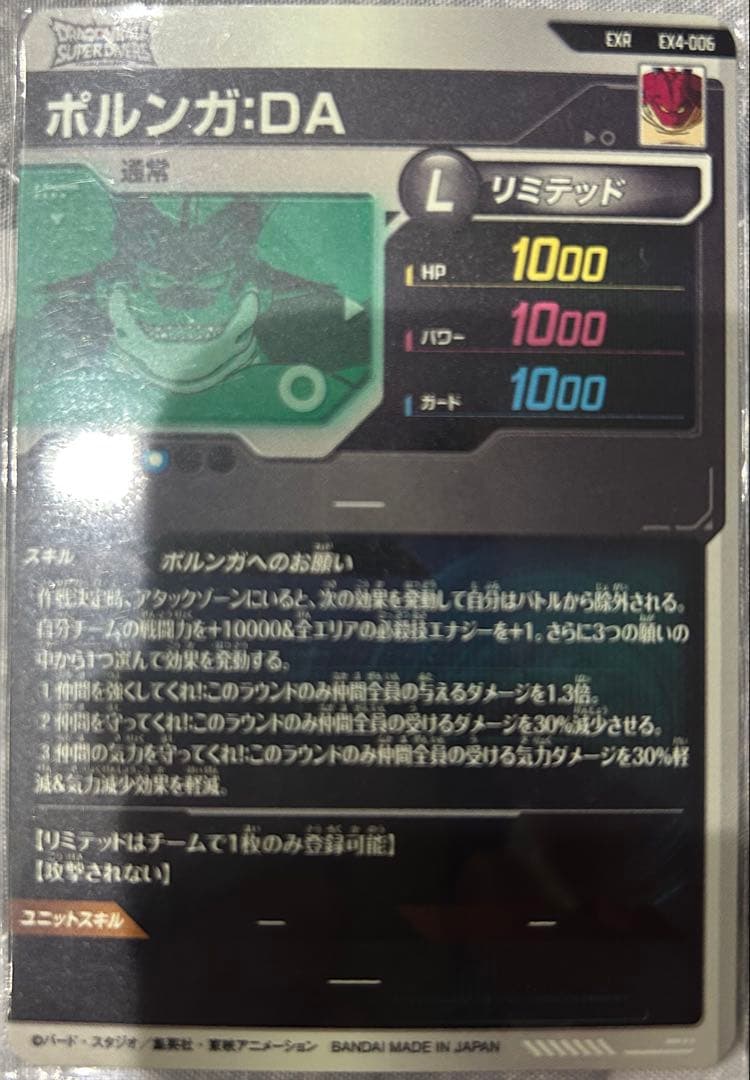 DRAGONBALL
SUPER DIVERS
EXR EX4-006
ポルンガ:DA
通常
L リミテッド
HP 1000
パワー 1000
ガード 1000
スキル ポルンガへのお願い
作戦決定時、アタックゾーンにいると、次の効果を発動して自分はバトルから除外される。
自分チームの戦闘力を+10000&全エリアの必殺技エナジーを+1。さらに3つの願いの
中から1つ選んで効果を発動する。
1 仲間を強くしてくれ!:このラウンドのみ仲間全員の与えるダメージを1.3倍。
2 仲間を守ってくれ!:このラウンドのみ仲間全員の受けるダメージを30%減少させる。
3 仲間の気力を守ってくれ!:このラウンドのみ仲間全員の受ける気力ダメージを30%軽
減&気力減少効果を軽減。
【リミテッドはチームで1枚のみ登録可能】
【攻撃されない】
ユニットスキル
©バード・スタジオ/集英社・東映アニメーション BANDAI MADE IN JAPAN